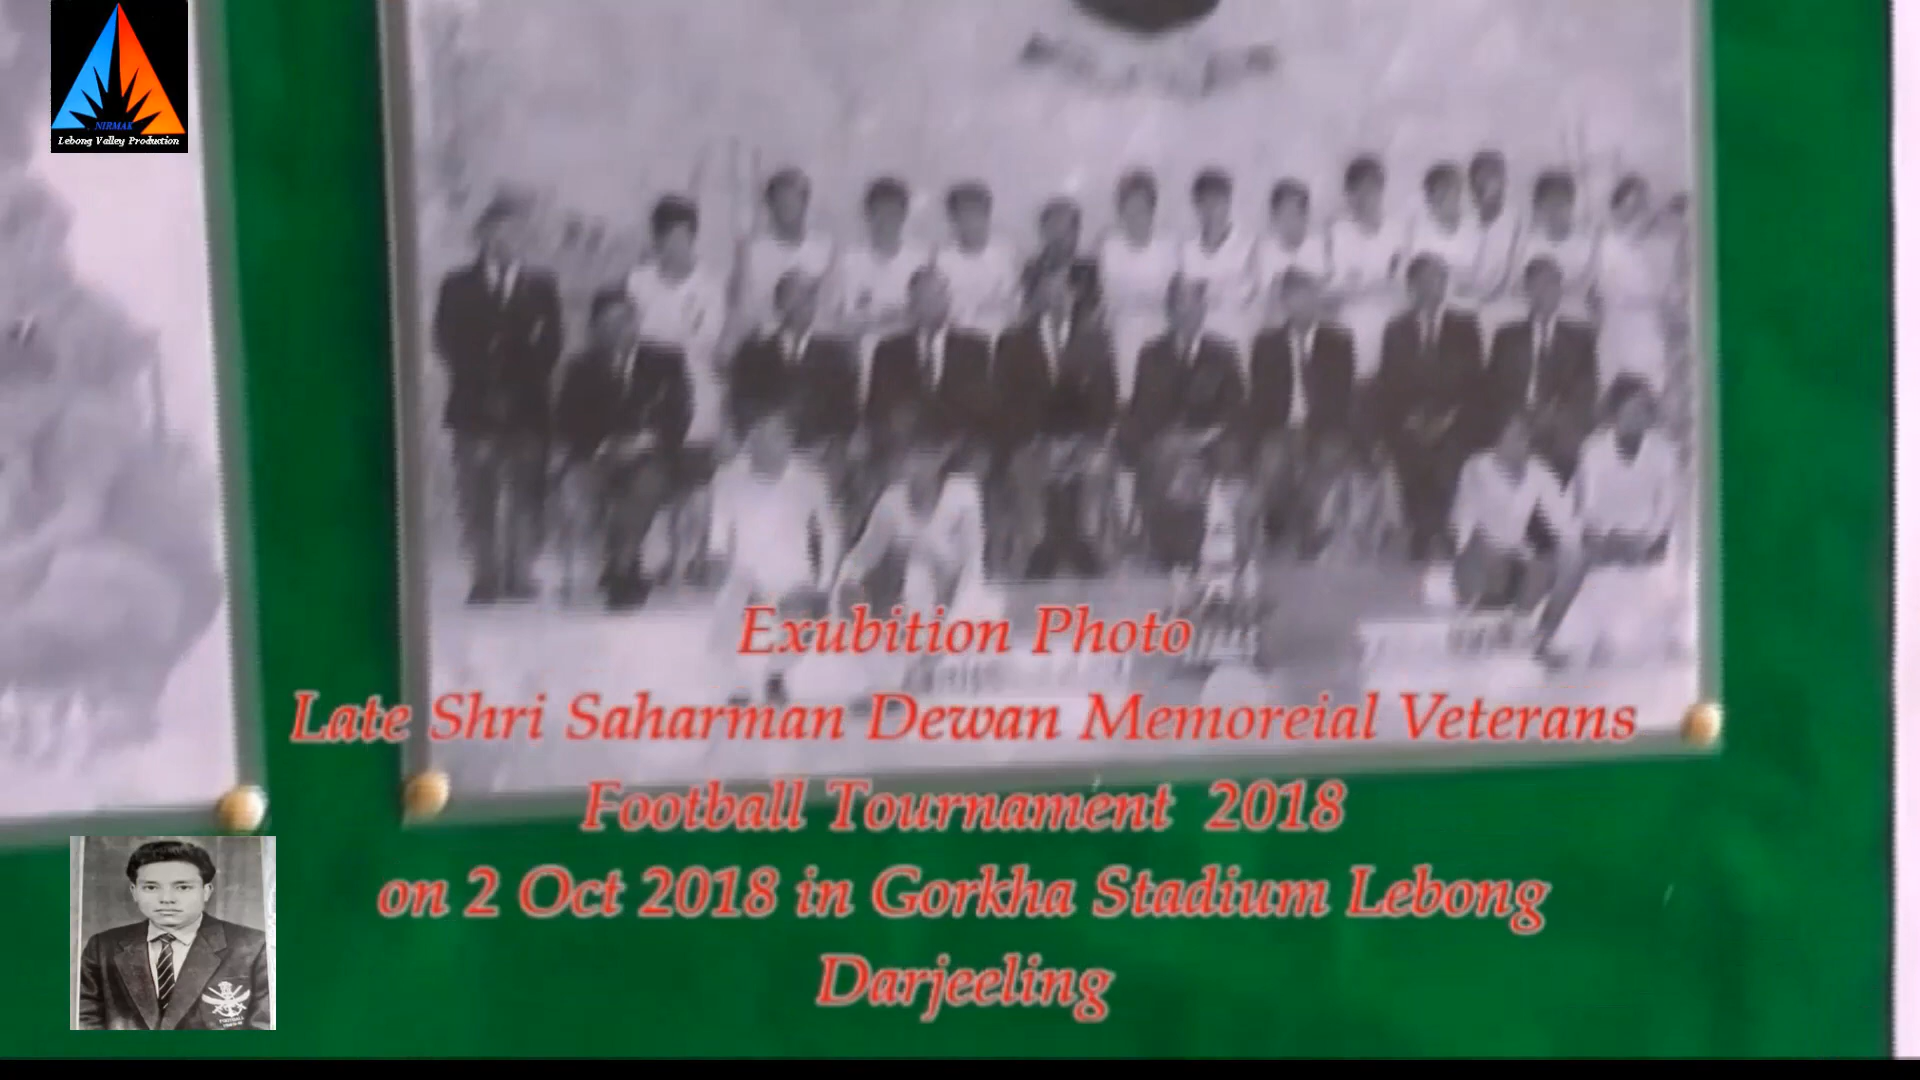 NIRMAK
Lebong Valley Production
Exubition Photo
Late Shri Saharman Dewan Memoreial Veterans
Football Tournament 2018
on 2 Oct 2018 in Gorkha Stadium Lebong
Darjeeling
FOOTBALL